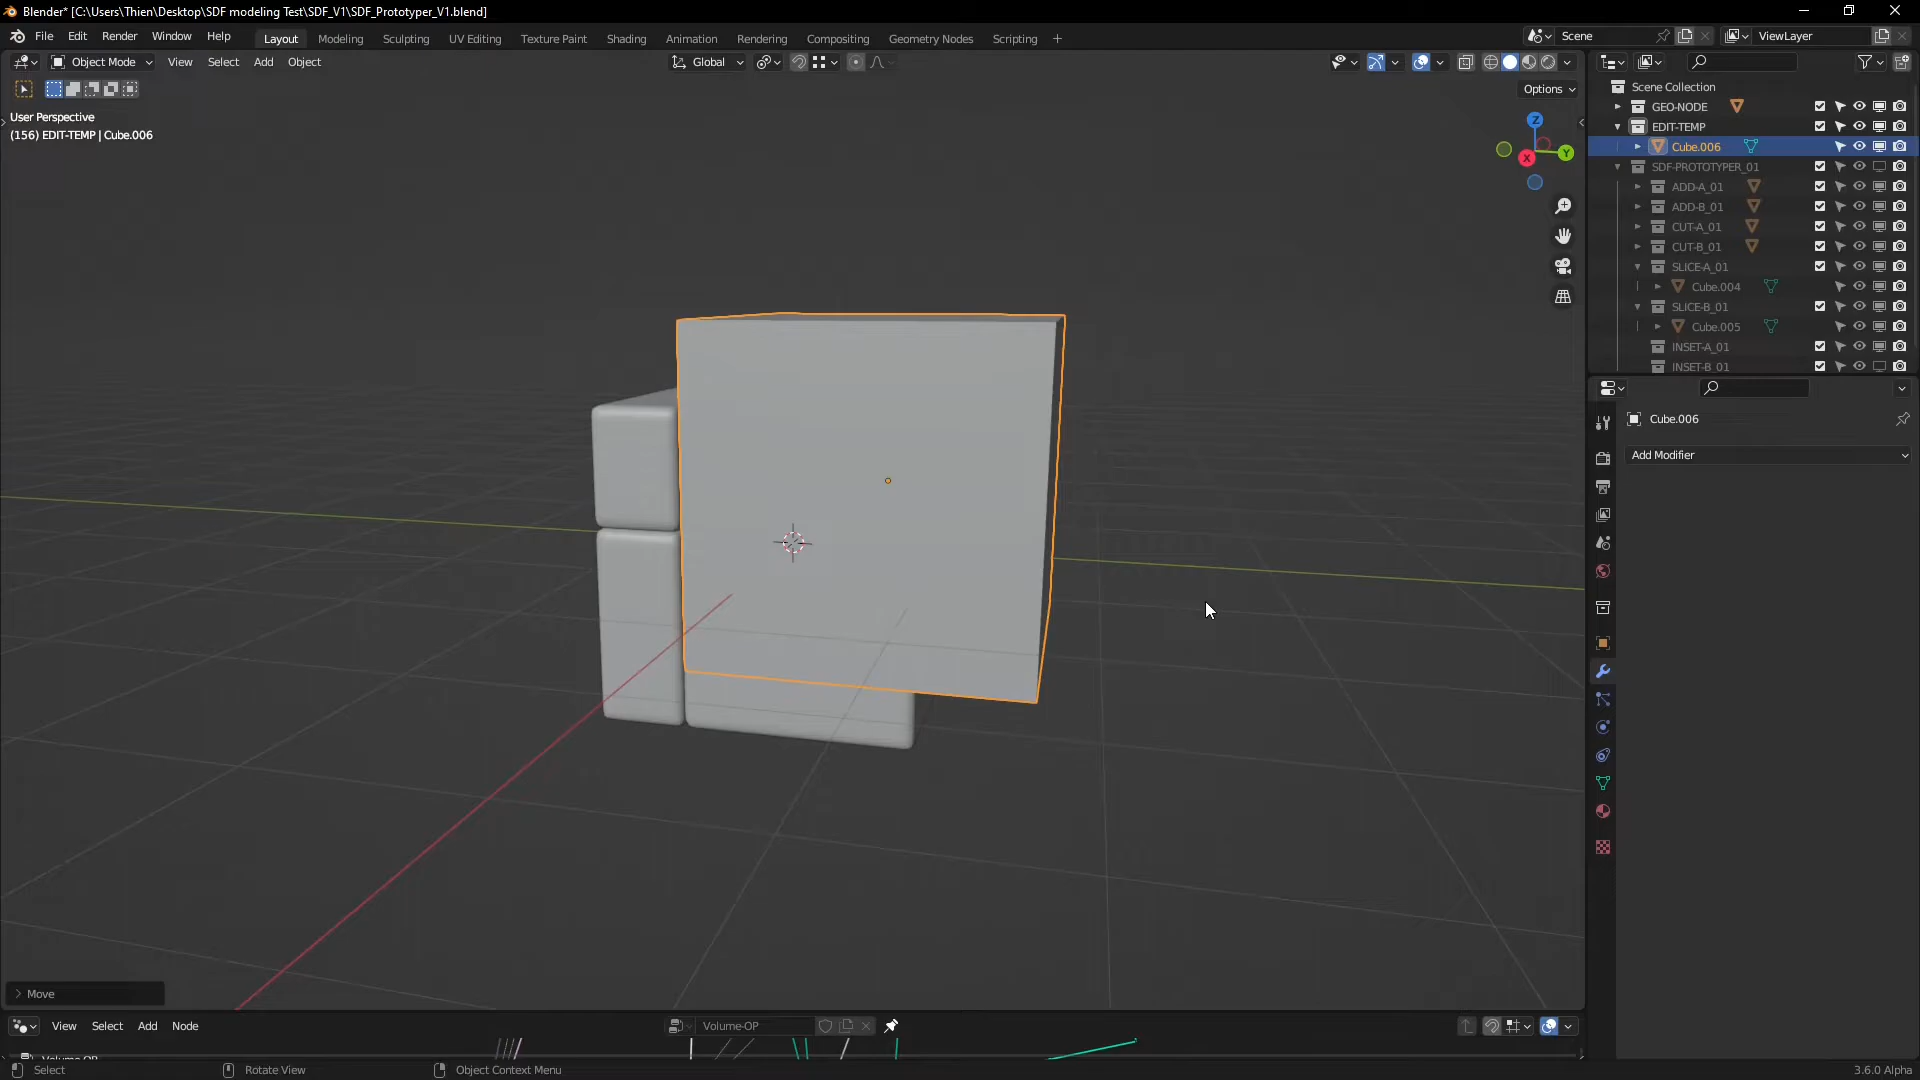 Blender* [C:\Users\Thien\Desktop\SDF modeling Test\SDF_V1\SDF_Prototyper_V1.blend]
File Edit Render Window Help
Layout Modeling Sculpting UV Editing Texture Paint Shading Animation Rendering Compositing Geometry Nodes Scripting +
Scene
ViewLayer
Object Mode View Select Add Object
Global
Options
User Perspective
(156) EDIT-TEMP | Cube.006
Z
Y
X
Scene Collection
GEO-NODE
EDIT-TEMP
Cube.006
SDF-PROTOTYPER_01
ADD-A_01
ADD-B_01
CUT-A_01
CUT-B_01
SLICE-A_01
Cube.004
SLICE-B_01
Cube.005
INSET-A_01
INSET-B_01
Cube.006
Add Modifier
Move
View Select Add Node
Volume-OP
Volume-OP
Select
Rotate View
Object Context Menu
3.6.0 Alpha